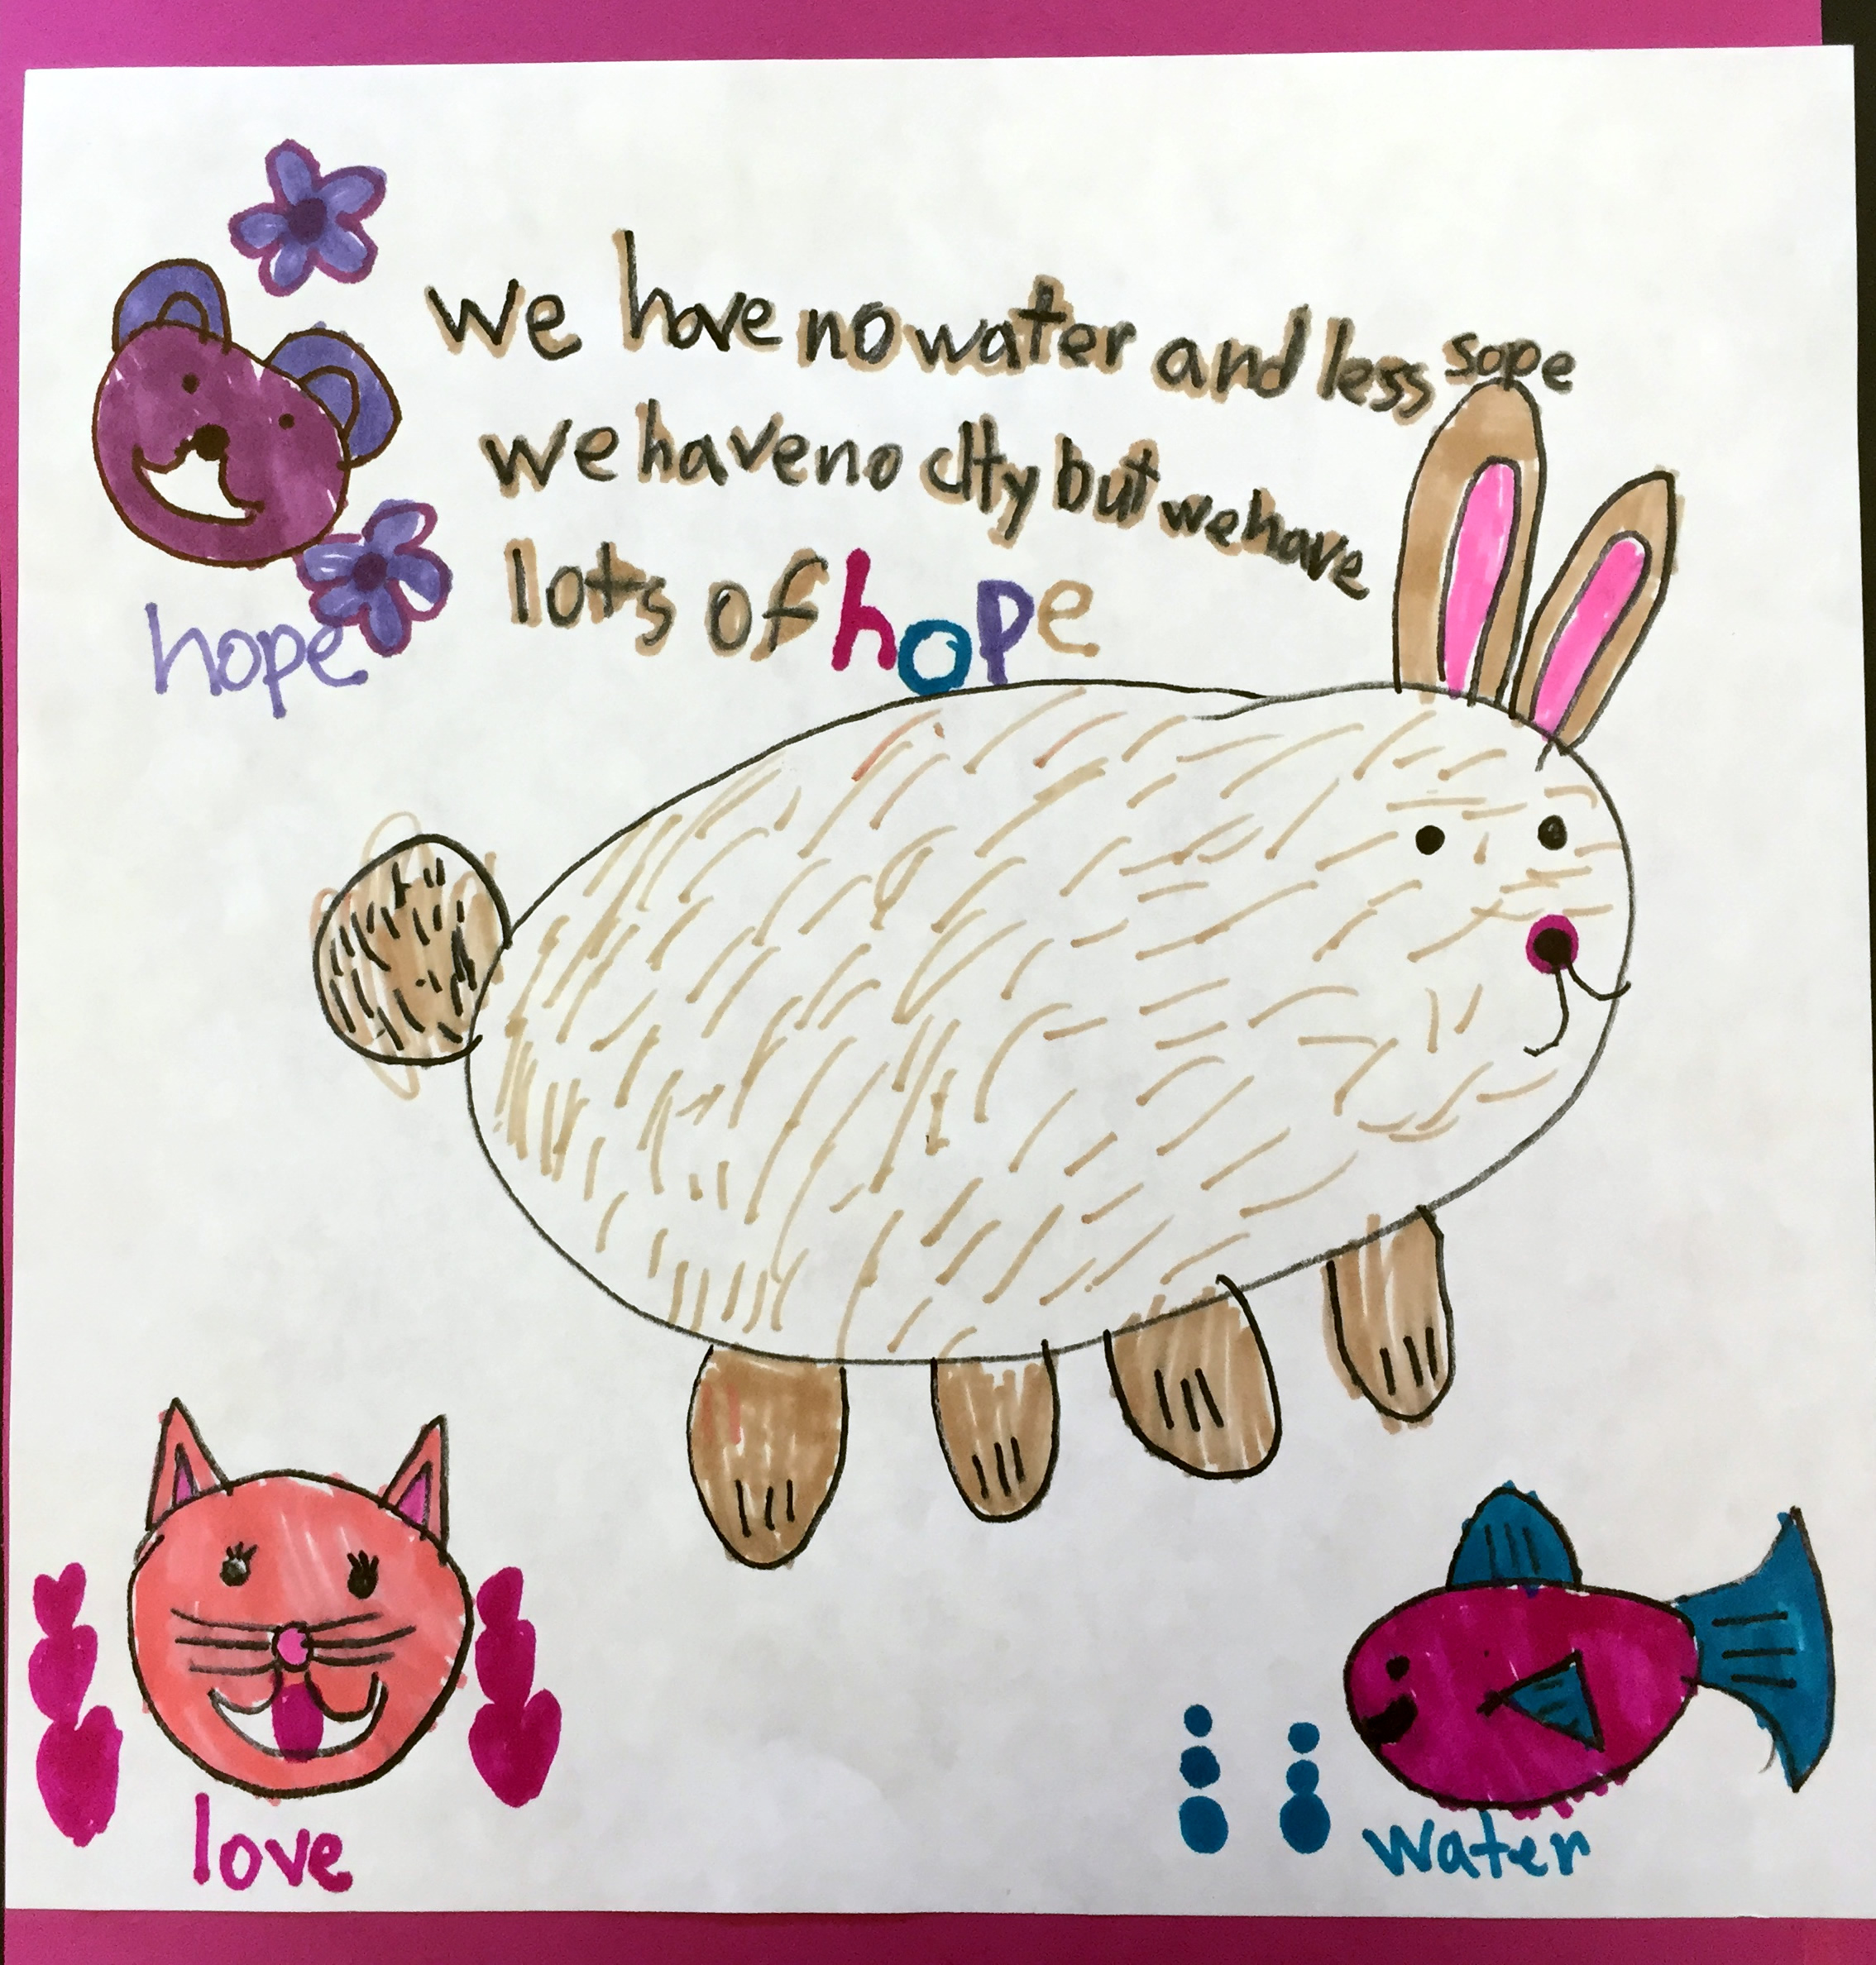 we have no water and less sope
we have no city but we have
lots of hope
hope
love
water